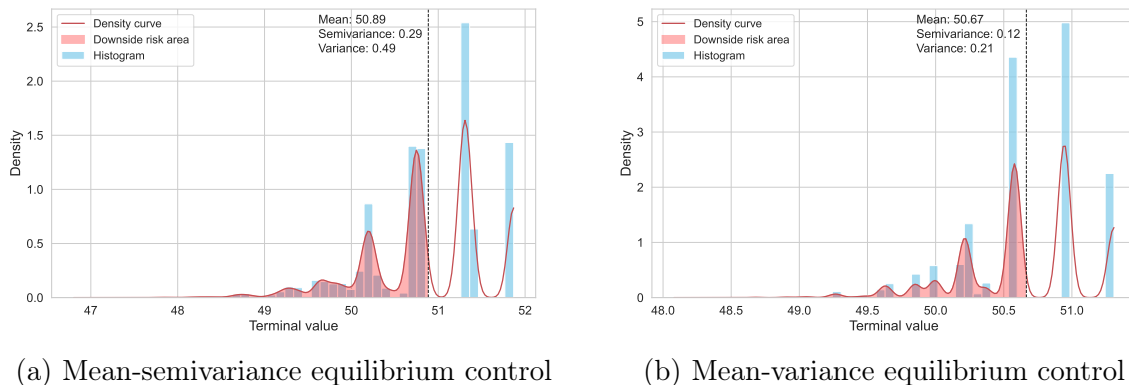 Density curve
Downside risk area
Histogram
Mean: 50.89
Semivariance: 0.29
Variance: 0.49
2.5
2.0
1.5
1.0
0.5
0.0
Density
47
48
49
50
51
52
Terminal value
(a) Mean-semivariance equilibrium control
Density curve
Downside risk area
Histogram
Mean: 50.67
Semivariance: 0.12
Variance: 0.21
5
4
3
2
1
0
Density
48.0
48.5
49.0
49.5
50.0
50.5
51.0
Terminal value
(b) Mean-variance equilibrium control